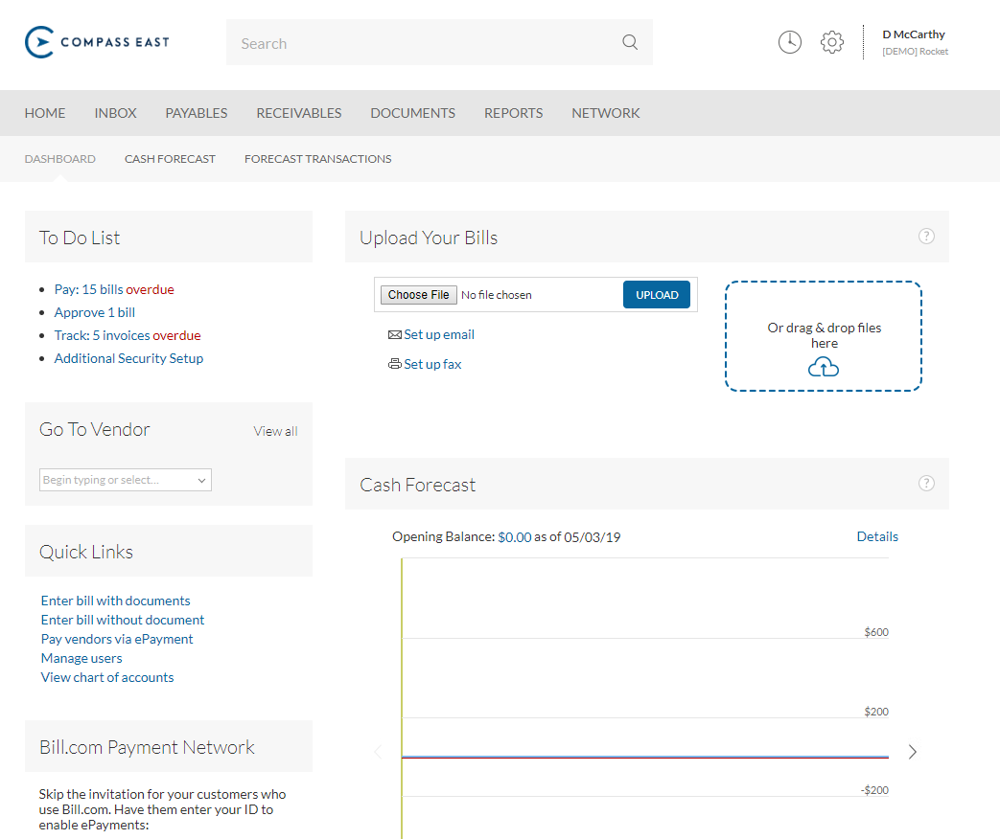 COMPASS EAST
Search
D McCarthy
[DEMO] Rocket
HOME INBOX PAYABLES RECEIVABLES DOCUMENTS REPORTS NETWORK
DASHBOARD CASH FORECAST FORECAST TRANSACTIONS
To Do List
Pay: 15 bills overdue
Approve 1 bill
Track: 5 invoices overdue
Additional Security Setup
Go To Vendor View all
Begin typing or select...
Quick Links
Enter bill with documents
Enter bill without document
Pay vendors via ePayment
Manage users
View chart of accounts
Bill.com Payment Network
Skip the invitation for your customers who
use Bill.com. Have them enter your ID to
enable ePayments:
Upload Your Bills ?
Choose File No file chosen UPLOAD
Set up email
Set up fax
Or drag & drop files
here
Cash Forecast ?
Opening Balance: $0.00 as of 05/03/19 Details
$600
$200
-$200